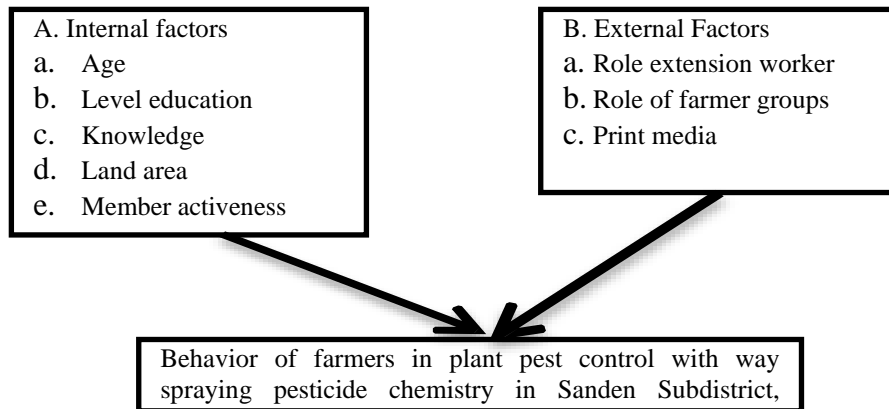 A. Internal factors
a. Age
b. Level education
c. Knowledge
d. Land area
e. Member activeness
B. External Factors
a. Role extension worker
b. Role of farmer groups
c. Print media
Behavior of farmers in plant pest control with way
spraying pesticide chemistry in Sanden Subdistrict,